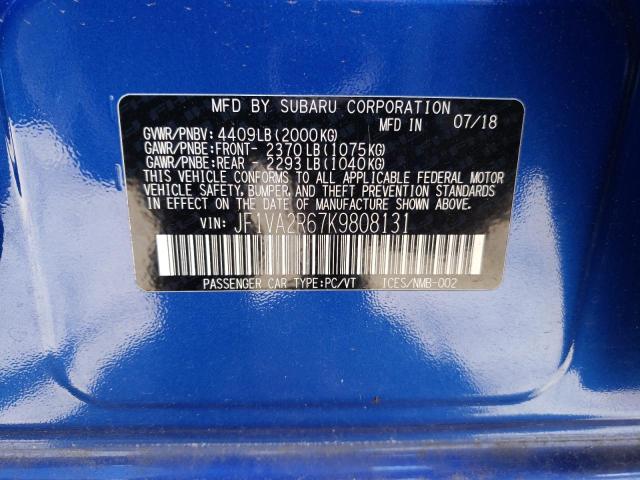 MFD BY SUBARU CORPORATION
MFD IN 07/18
GVWR/PNBV: 4409LB(2000KG)
GAWR/PNBE:FRONT- 2370LB(1075KG)
GAWR/PNBE:REAR - 2293LB(1040KG)
THIS VEHICLE CONFORMS TO ALL APPLICABLE FEDERAL MOTOR
VEHICLE SAFETY, BUMPER, AND THEFT PREVENTION STANDARDS
IN EFFECT ON THE DATE OF MANUFACTURE SHOWN ABOVE.
VIN: JF1VA2R67K9808131
PASSENGER CAR TYPE:PC/VT ICES/NMB-002